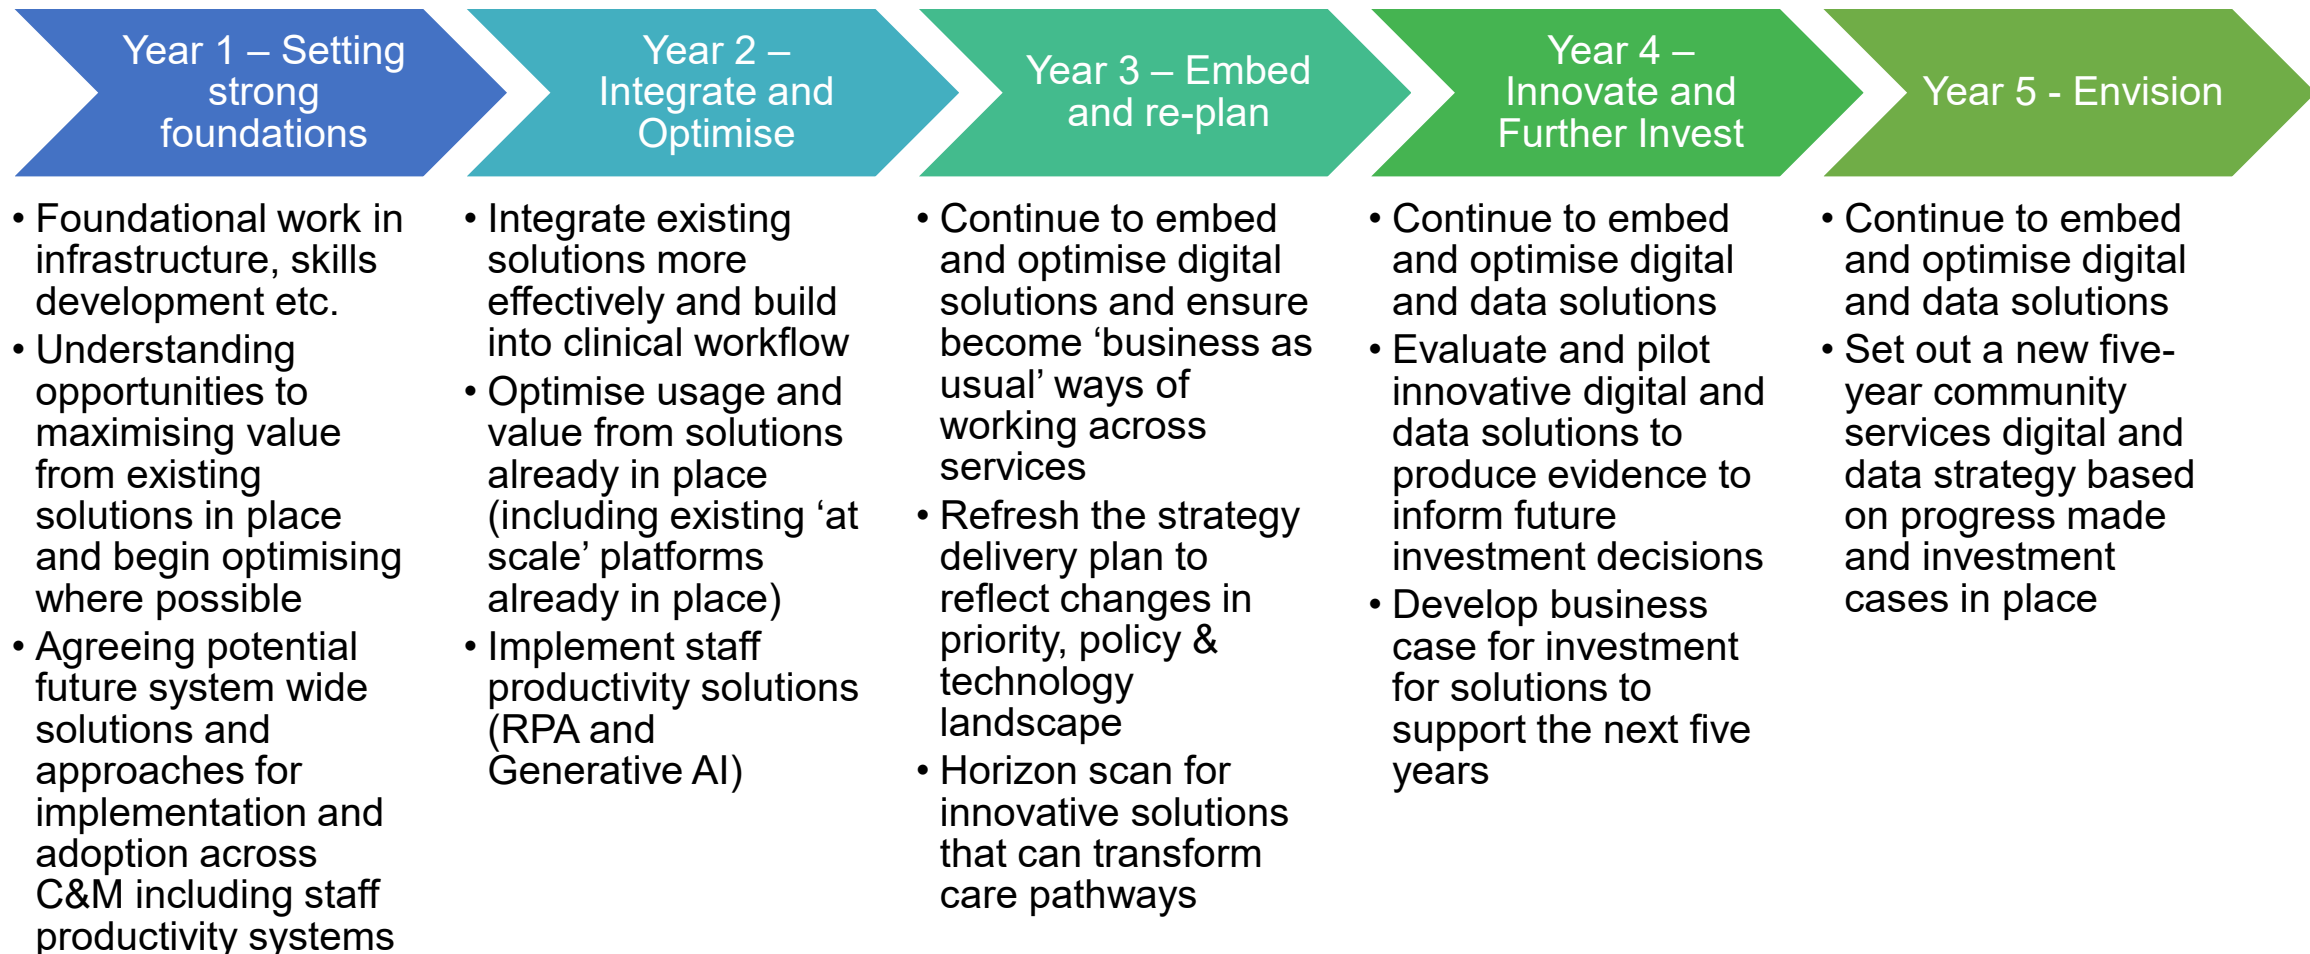 Year 1 – Setting
strong
foundations
• Foundational work in
infrastructure, skills
development etc.
• Understanding
opportunities to
maximising value
from existing
solutions in place
and begin optimising
where possible
• Agreeing potential
future system wide
solutions and
approaches for
implementation and
adoption across
C&M including staff
productivity systems
Year 2 –
Integrate and
Optimise
• Integrate existing
solutions more
effectively and build
into clinical workflow
• Optimise usage and
value from solutions
already in place
(including existing ‘at
scale’ platforms
already in place)
• Implement staff
productivity solutions
(RPA and
Generative AI)
Year 3 – Embed
and re-plan
• Continue to embed
and optimise digital
solutions and ensure
become ‘business as
usual’ ways of
working across
services
• Refresh the strategy
delivery plan to
reflect changes in
priority, policy &
technology
landscape
• Horizon scan for
innovative solutions
that can transform
care pathways
Year 4 –
Innovate and
Further Invest
• Continue to embed
and optimise digital
and data solutions
• Evaluate and pilot
innovative digital and
data solutions to
produce evidence to
inform future
investment decisions
• Develop business
case for investment
for solutions to
support the next five
years
Year 5 - Envision
• Continue to embed
and optimise digital
and data solutions
• Set out a new five-
year community
services digital and
data strategy based
on progress made
and investment
cases in place